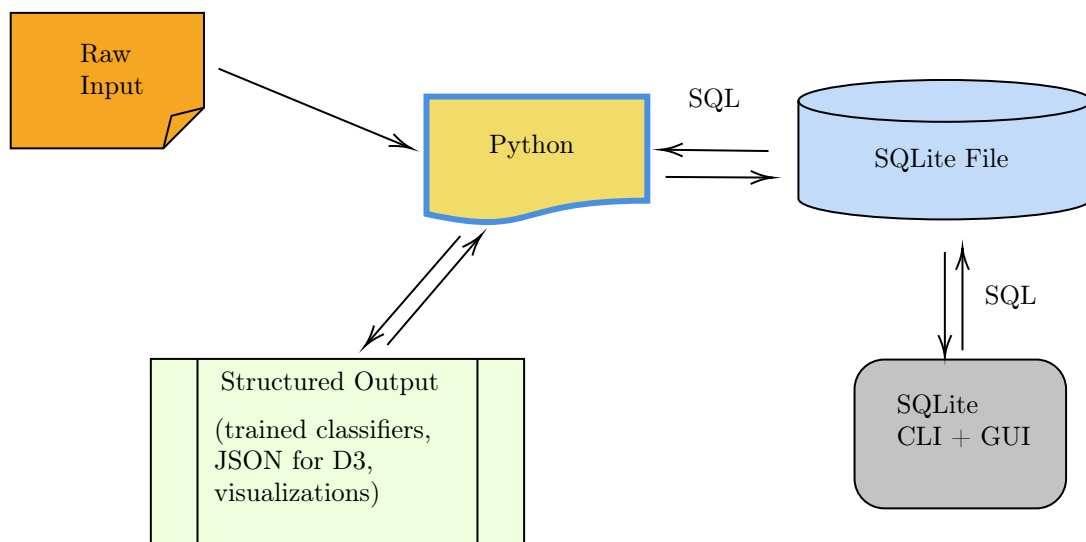 Raw
Input
SQL
Python
SQLite File
SQL
Structured Output
(trained classifiers,
JSON for D3,
visualizations)
SQLite
CLI + GUI